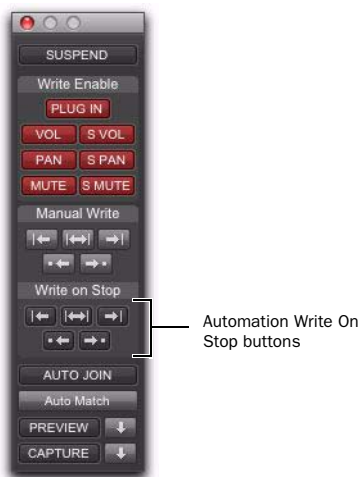 SUSPEND
Write Enable
PLUG IN
VOL S VOL
PAN S PAN
MUTE S MUTE
Manual Write
Write on Stop
Automation Write On
Stop buttons
AUTO JOIN
Auto Match
PREVIEW
CAPTURE